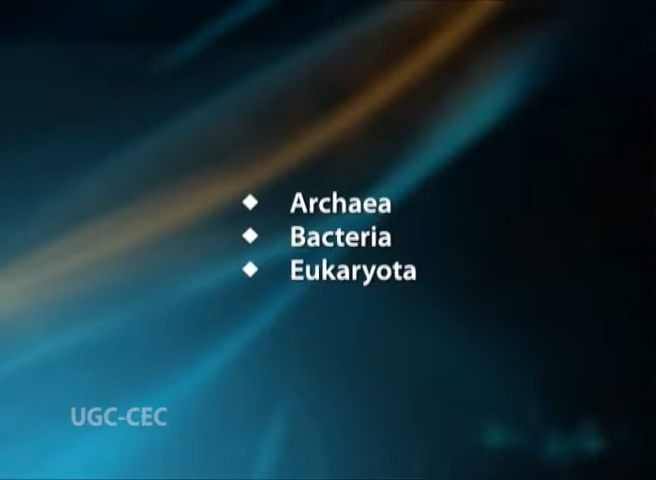 ◆ Archaea
◆ Bacteria
◆ Eukaryota
UGC-CEC